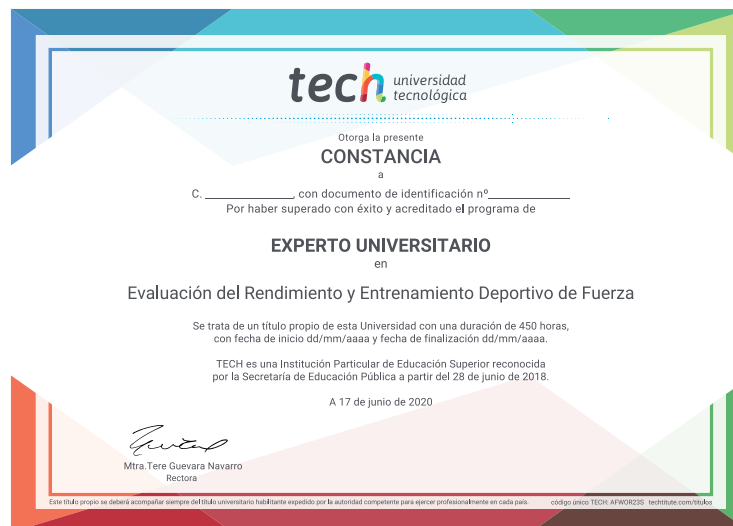 tech universidad
tecnológica
Otorga la presente
CONSTANCIA
a
C. ______________, con documento de identificación nº______________
Por haber superado con éxito y acreditado el programa de
EXPERTO UNIVERSITARIO
en
Evaluación del Rendimiento y Entrenamiento Deportivo de Fuerza
Se trata de un título propio de esta Universidad con una duración de 450 horas,
con fecha de inicio dd/mm/aaaa y fecha de finalización dd/mm/aaaa.
TECH es una Institución Particular de Educación Superior reconocida
por la Secretaría de Educación Pública a partir del 28 de junio de 2018.
A 17 de junio de 2020
Mtra.Tere Guevara Navarro
Rectora
Este título propio se deberá acompañar siempre del título universitario habilitante expedido por la autoridad competente para ejercer profesionalmente en cada país. código único TECH: AFWOR23S techtitute.com/titulos